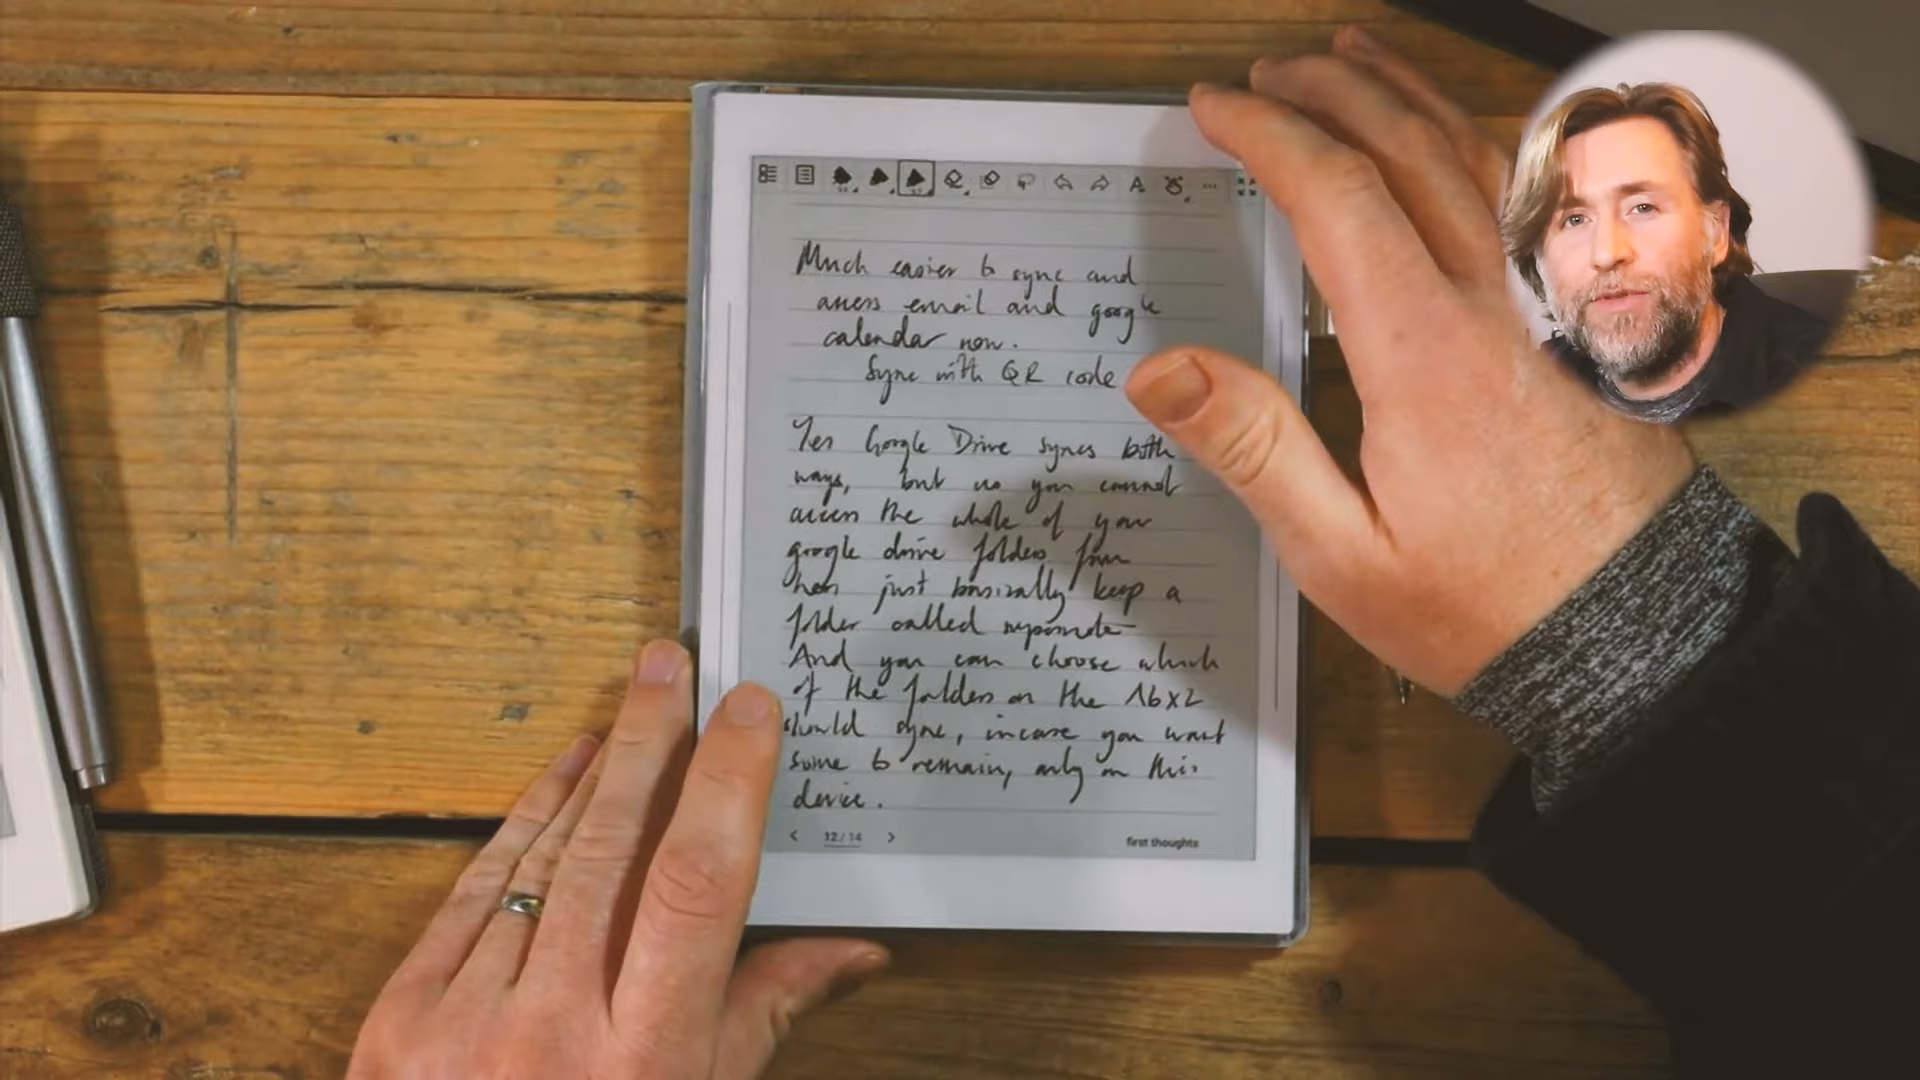 Much easier to sync and
access email and google
calendar now.
Sync with QR code
Yes Google Drive syncs both
ways, but no you cannot
access the whole of your
google drive folders from
here just basically keep a
folder called supernote
And you can choose which
of the folders on the A6X2
should sync, incase you want
some to remain, only on this
device.
< 12 / 14 >
first thoughts